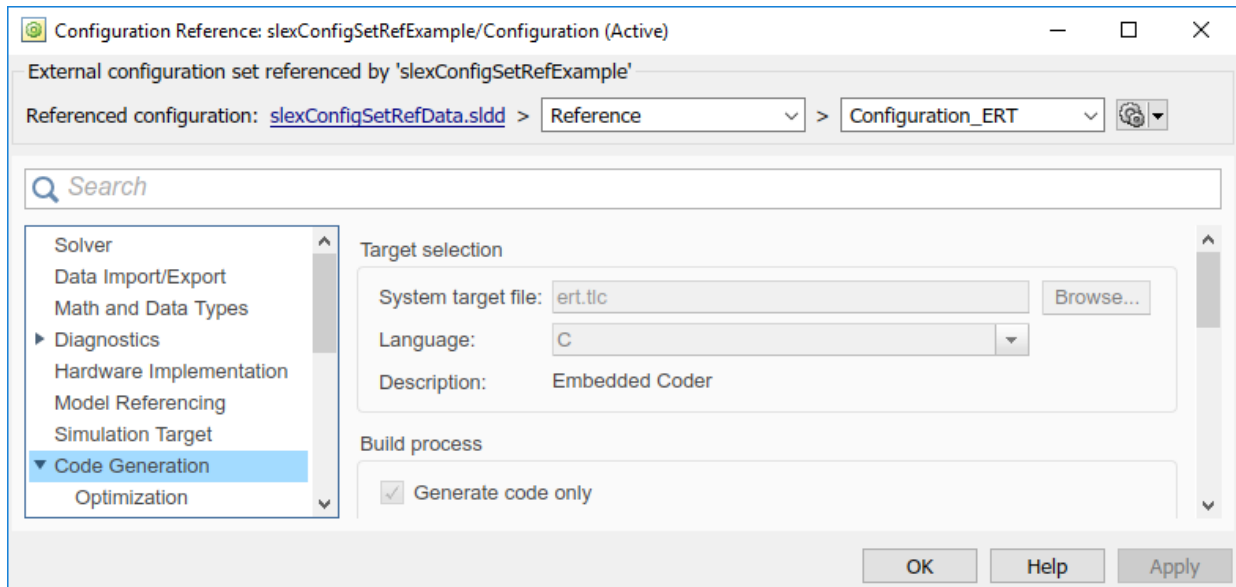 Configuration Reference: slexConfigSetRefExample/Configuration (Active)
External configuration set referenced by 'slexConfigSetRefExample'
Referenced configuration: slexConfigSetRefData.sldd > Reference > Configuration_ERT
Search
Solver
Data Import/Export
Math and Data Types
Diagnostics
Hardware Implementation
Model Referencing
Simulation Target
Code Generation
Optimization
Target selection
System target file: ert.tlc Browse...
Language: C
Description: Embedded Coder
Build process
Generate code only
OK Help Apply